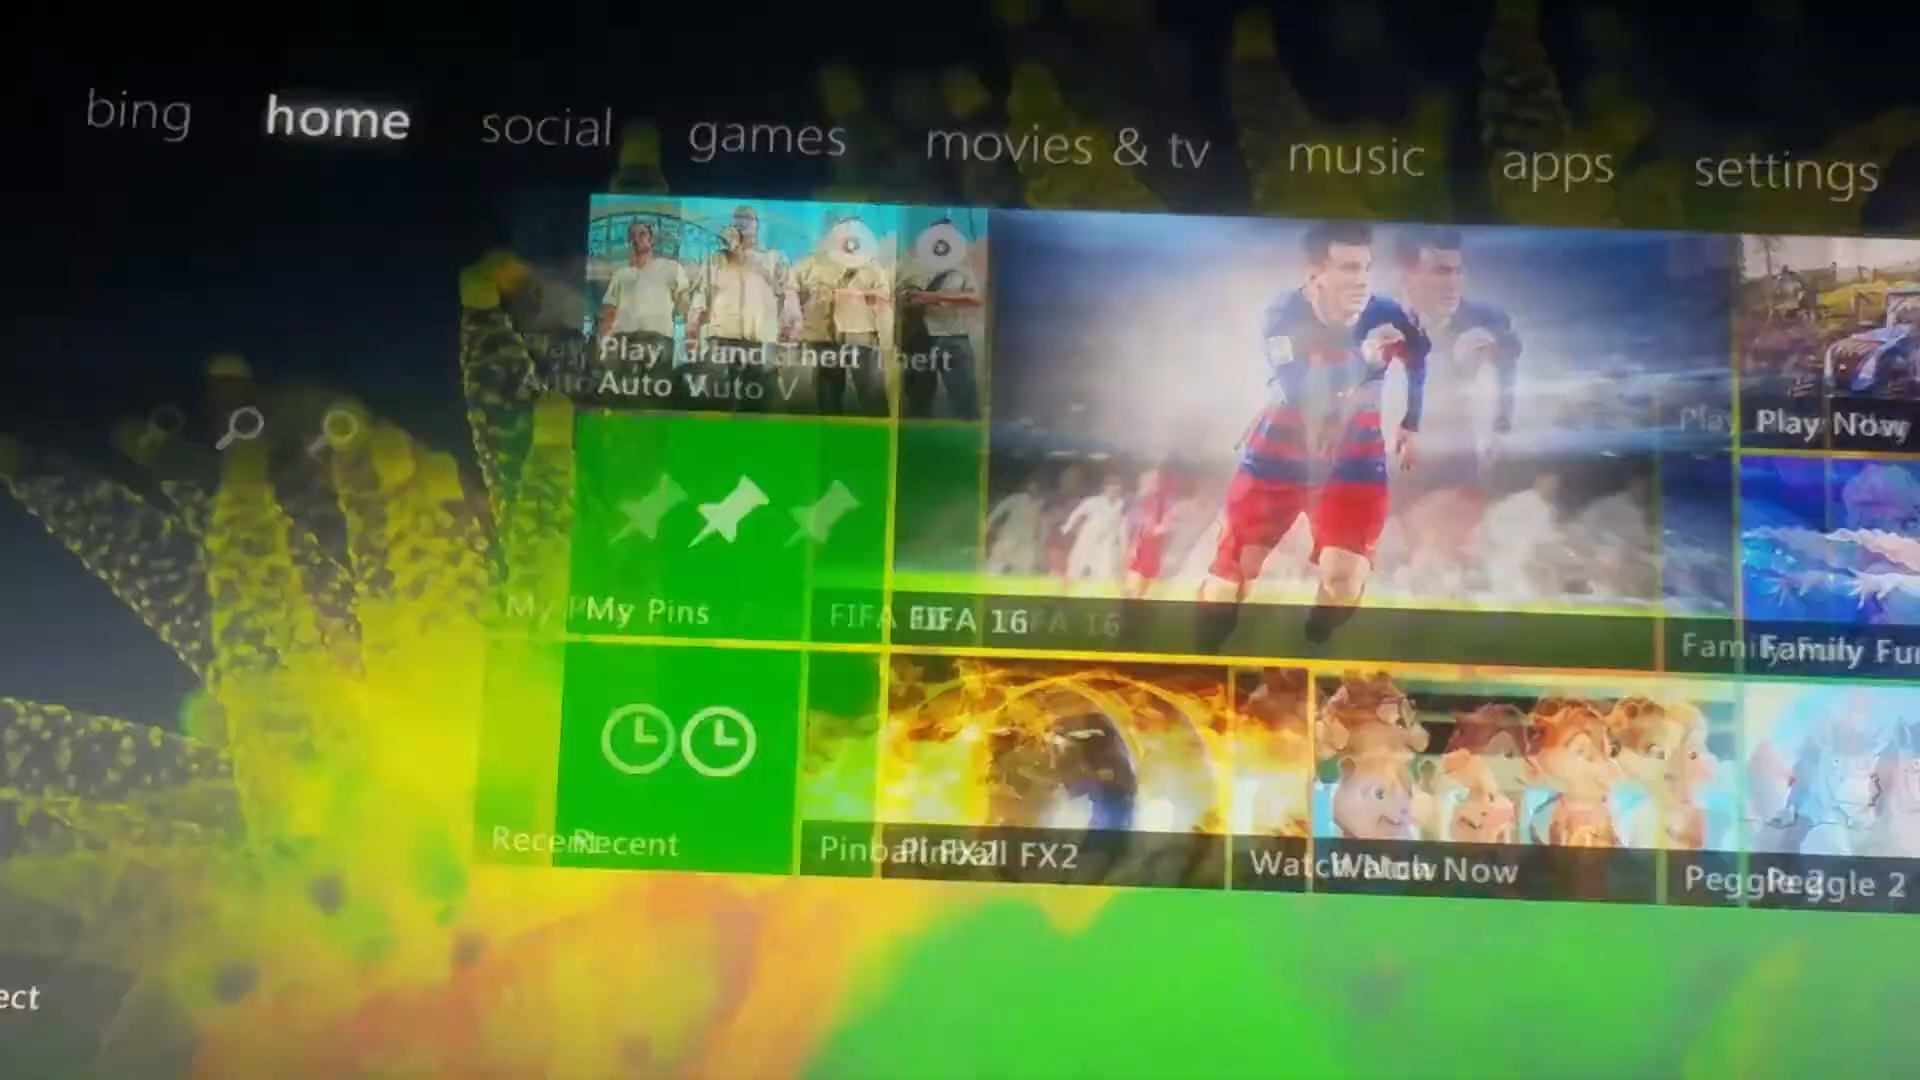 bing home social games movies & tv music apps settings
Play Grand Theft
Auto V
Play Now
My Pins
FIFA 16
Family Fu
Recent
Pinball FX2
Watch Now
Peggle 2
ect